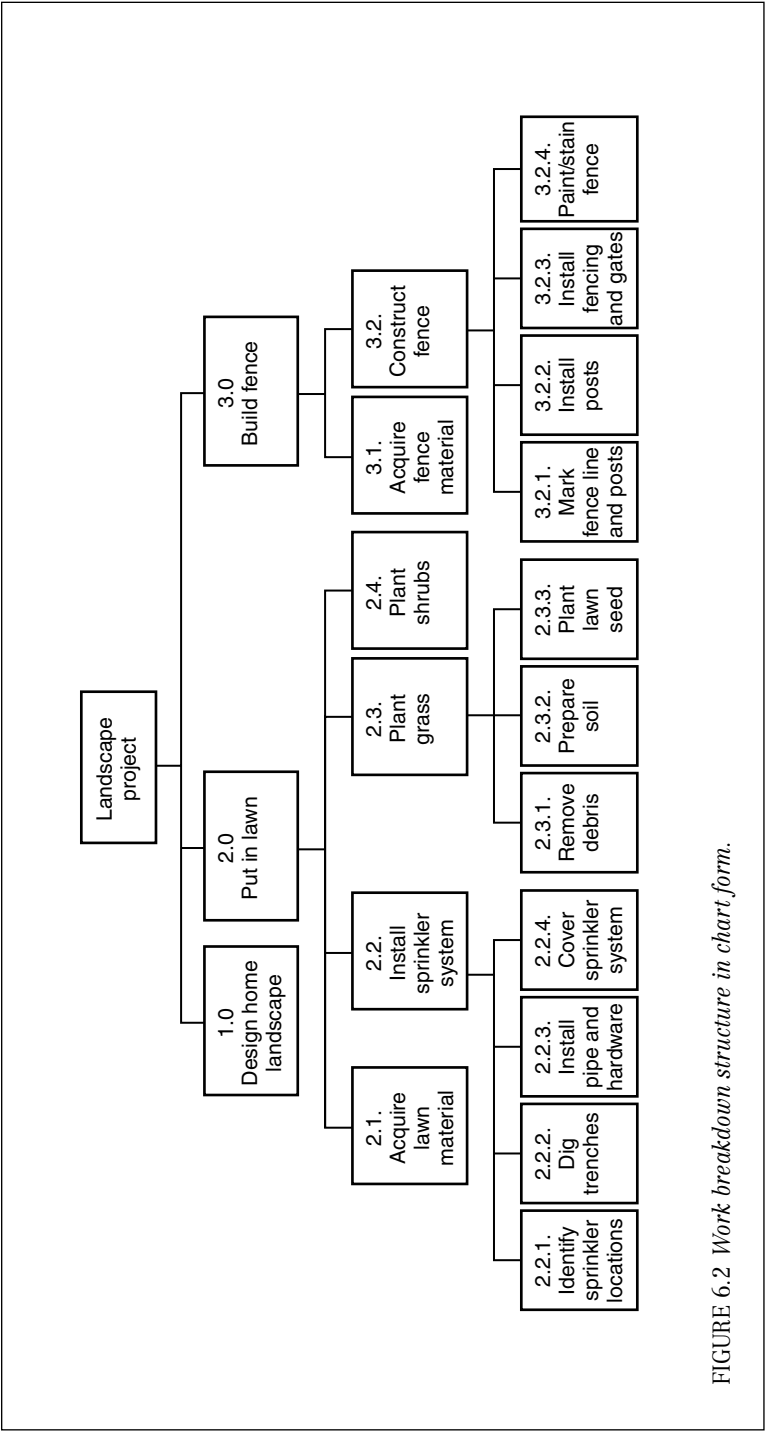 Landscape
project
1.0
Design home
landscape
2.0
Put in lawn
3.0
Build fence
2.1.
Acquire
lawn
material
2.2.
Install
sprinkler
system
2.3.
Plant
grass
2.4.
Plant
shrubs
3.1.
Acquire
fence
material
3.2.
Construct
fence
2.2.1.
Identify
sprinkler
locations
2.2.2.
Dig
trenches
2.2.3.
Install
pipe and
hardware
2.2.4.
Cover
sprinkler
system
2.3.1.
Remove
debris
2.3.2.
Prepare
soil
2.3.3.
Plant
lawn
seed
3.2.1.
Mark
fence line
and posts
3.2.2.
Install
posts
3.2.3.
Install
fencing
and gates
3.2.4.
Paint/stain
fence
FIGURE 6.2 Work breakdown structure in chart form.